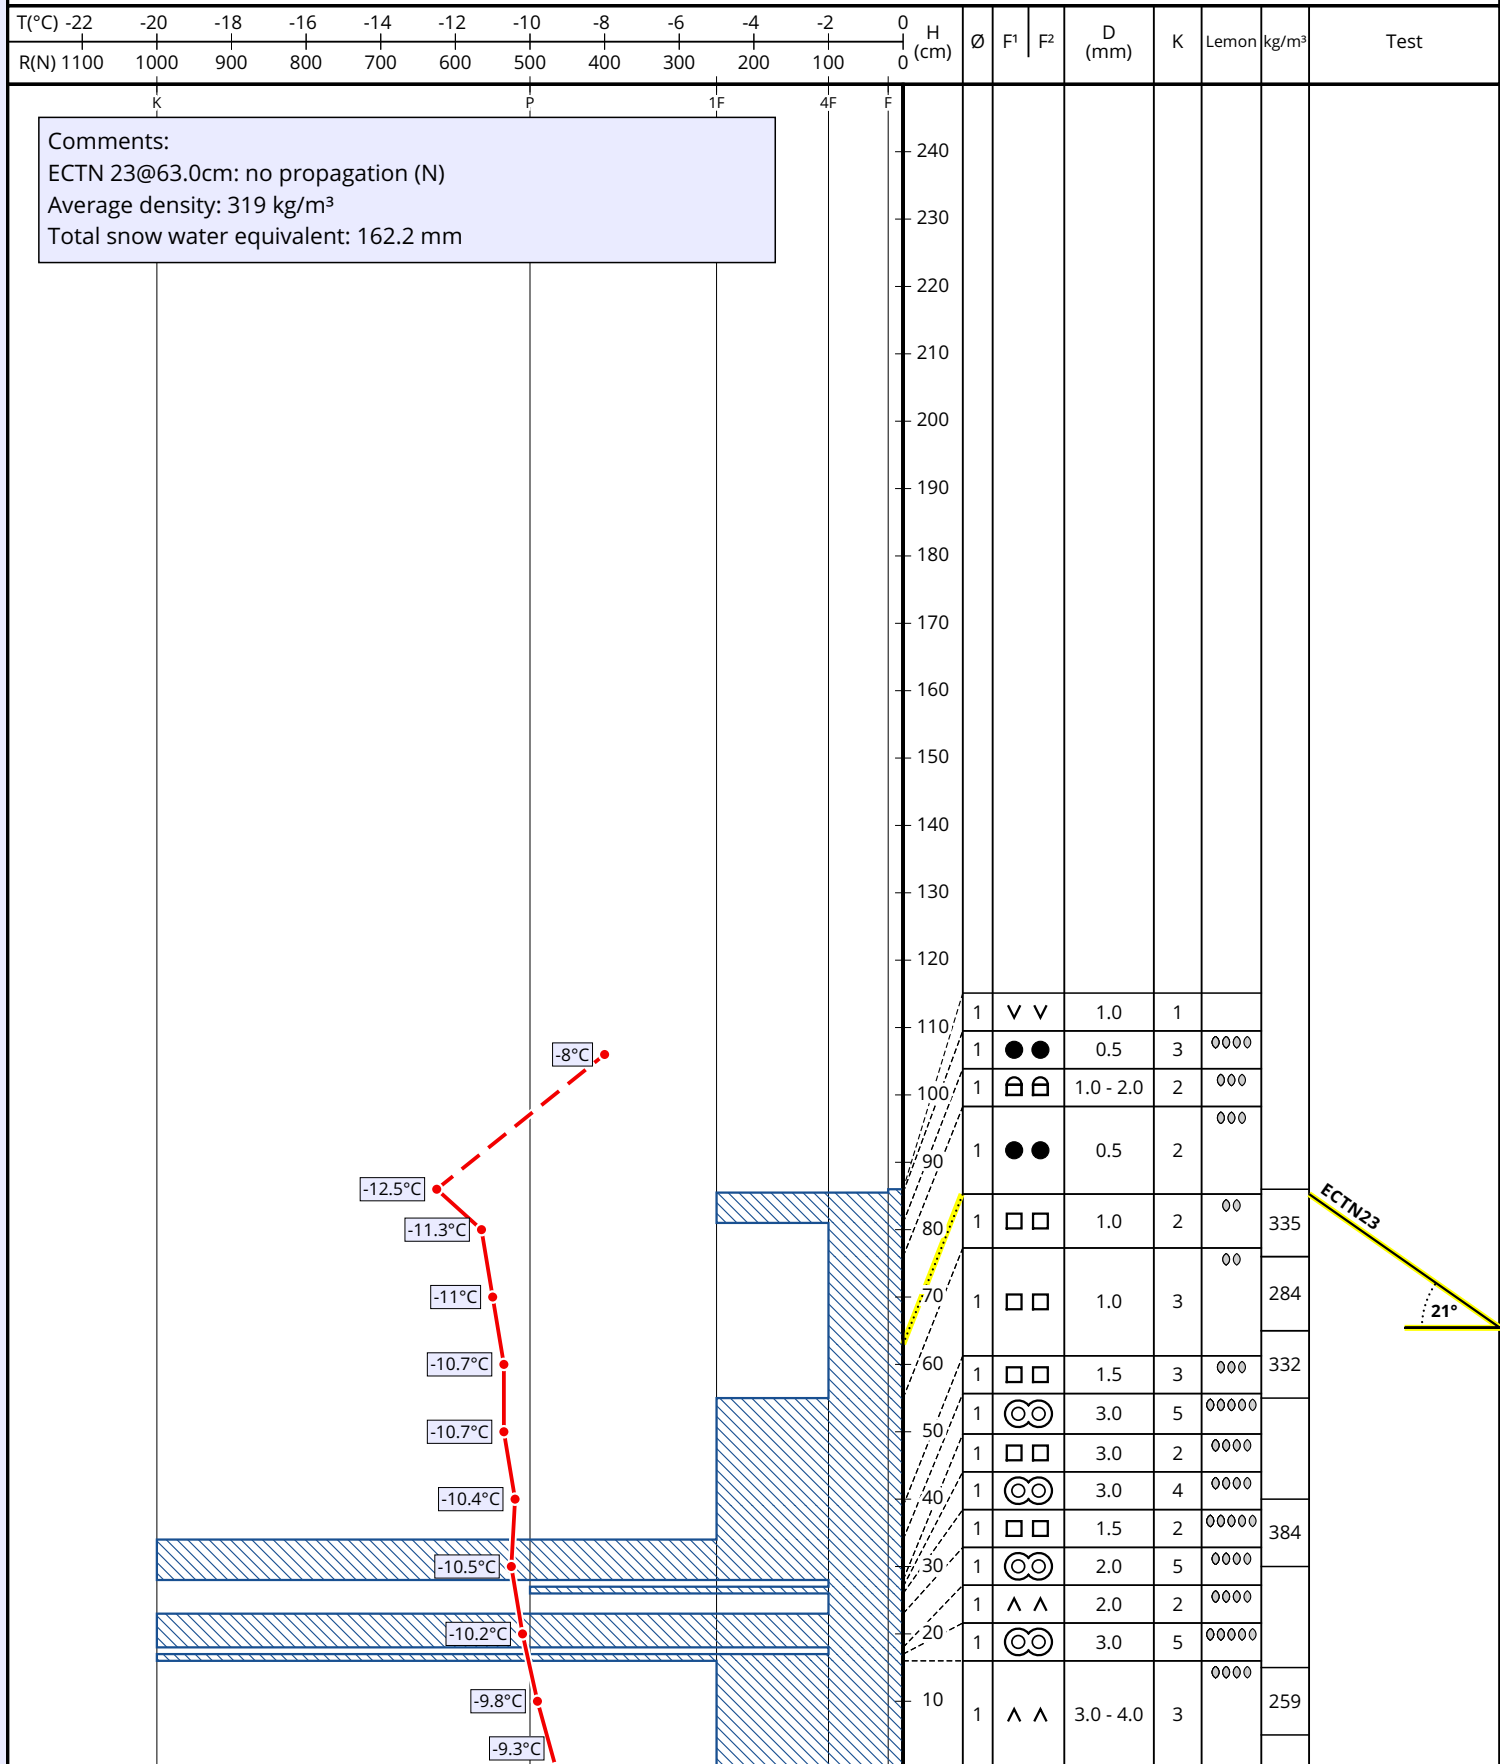 T(°C) -22 -20 -18 -16 -14 -12 -10 -8 -6 -4 -2 0
R(N) 1100 1000 900 800 700 600 500 400 300 200 100 0
H (cm) Ø F¹ F² D (mm) K Lemon kg/m³ Test
K P 1F 4F F
Comments:
ECTN 23@63.0cm: no propagation (N)
Average density: 319 kg/m³
Total snow water equivalent: 162.2 mm
240
230
220
210
200
190
180
170
160
150
140
130
120
110
100
90
80
70
60
50
40
30
20
10
-8°C
-12.5°C
-11.3°C
-11°C
-10.7°C
-10.7°C
-10.4°C
-10.5°C
-10.2°C
-9.8°C
-9.3°C
1 1.0 1
1 0.5 3
1 1.0 - 2.0 2
1 0.5 2
1 1.0 2
1 1.0 3
1 1.5 3
1 3.0 5
1 3.0 2
1 3.0 4
1 1.5 2
1 2.0 5
1 2.0 2
1 3.0 5
1 3.0 - 4.0 3
335
284
332
384
259
ECTN23
21°